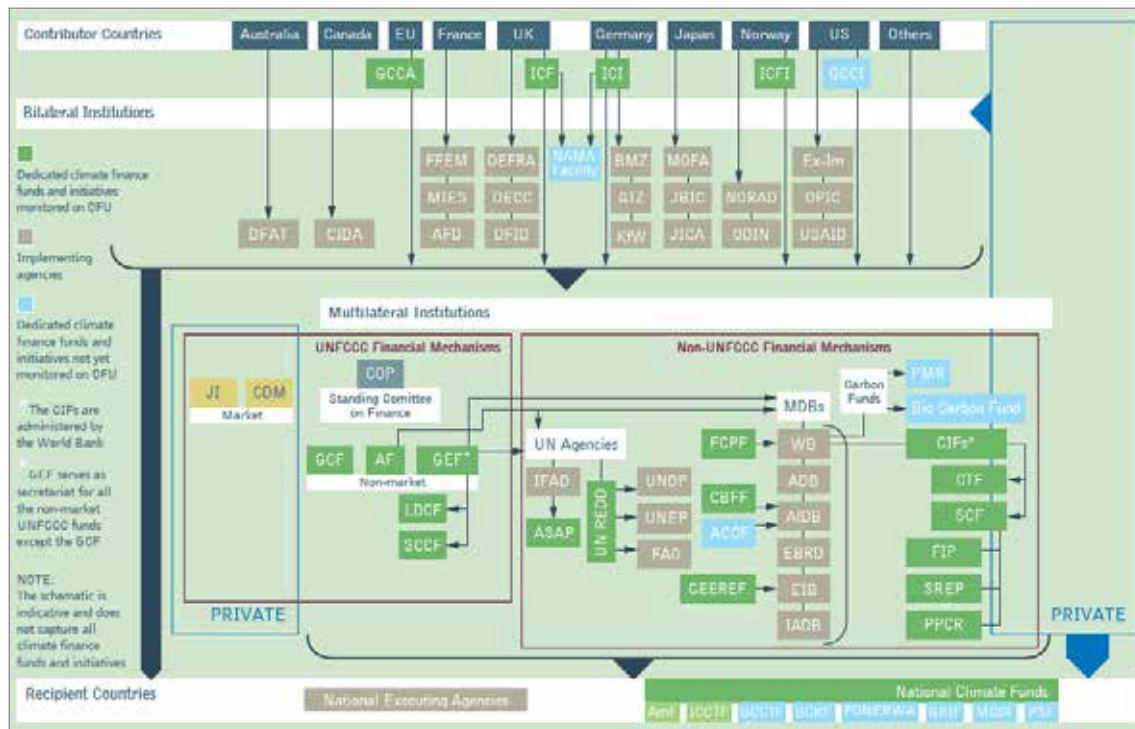 Contributor Countries
Australia
Canada
EU
France
UK
Germany
Japan
Norway
US
Others
GCCA
ICF
ICI
ICFI
GCCI
Bilateral Institutions
Dedicated climate finance
funds and initiatives
monitored on CFU
Implementing
agencies
Dedicated climate
finance funds and
initiatives not yet
monitored on CFU
The CIFs are
administered by
the World Bank
GEF serves as
secretariat for all
the non-market
UNFCCC funds
except the GCF
NOTE:
The schematic is
indicative and does
not capture all
climate finance
funds and initiatives
FFEM
DEFRA
NAMA
Facility
BMZ
MOFA
Ex-Im
MIES
DECC
GIZ
JBIC
NORAD
OPIC
DFAT
CIDA
AFD
DFID
KfW
JICA
ODIN
USAID
Multilateral Institutions
UNFCCC Financial Mechanisms
Non-UNFCCC Financial Mechanisms
COP
Standing Comittee
on Finance
JI
CDM
Market
GCF
AF
GEF*
Non-market
LDCF
SCCF
UN Agencies
IFAD
ASAP
UN REDD
UNDP
UNEP
FAO
MDBs
Carbon
Funds
PMR
Bio Carbon Fund
FCPF
WB
CIFs*
ADB
CTF
CBFF
AfDB
SCF
ACCF
EBRD
FIP
GEEREF
EIB
SREP
IADB
PPCR
PRIVATE
PRIVATE
Recipient Countries
National Executing Agencies
National Climate Funds
AmF
ICCTF
BCCTF
BCRF
FONERWA
MCCF
PSF